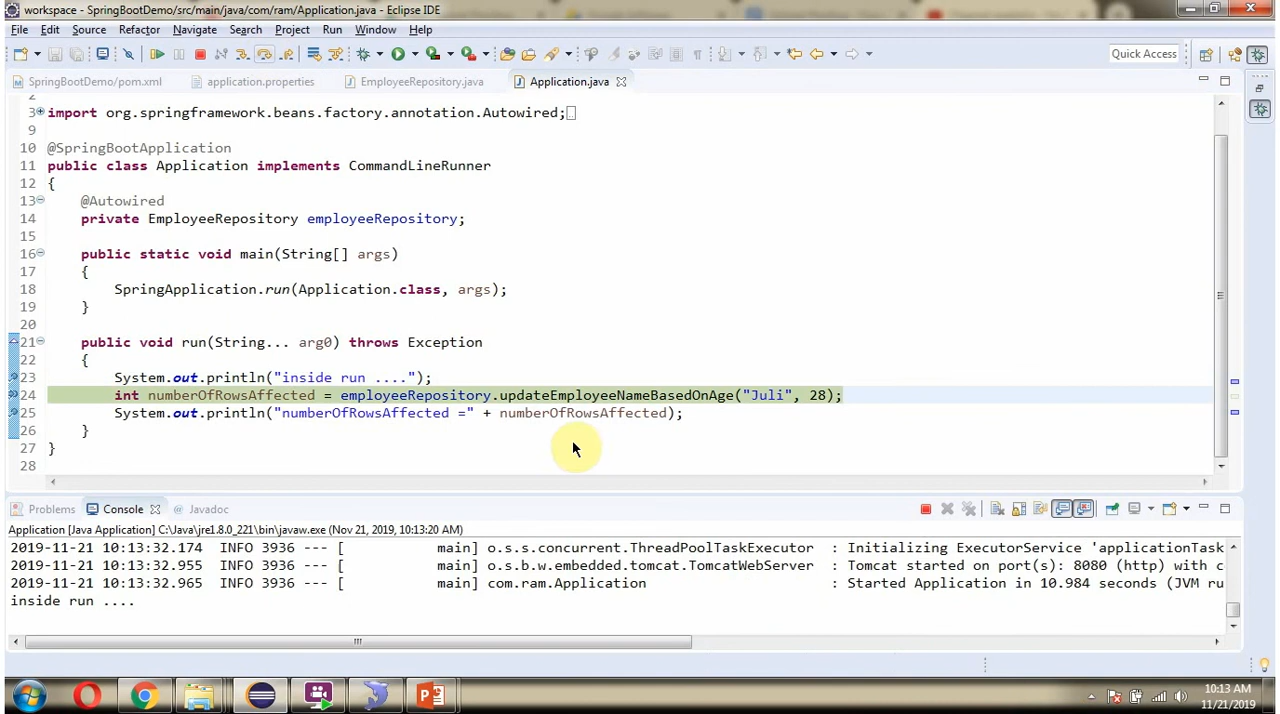 workspace - SpringBootDemo/src/main/java/com/ram/Application.java - Eclipse IDE
File Edit Source Refactor Navigate Search Project Run Window Help
Quick Access
SpringBootDemo/pom.xml application.properties EmployeeRepository.java Application.java
2
3 import org.springframework.beans.factory.annotation.Autowired;
9
10 @SpringBootApplication
11 public class Application implements CommandLineRunner
12 {
13 @Autowired
14 private EmployeeRepository employeeRepository;
15
16 public static void main(String[] args)
17 {
18 SpringApplication.run(Application.class, args);
19 }
20
21 public void run(String... arg0) throws Exception
22 {
23 System.out.println("inside run ....");
24 int numberOfRowsAffected = employeeRepository.updateEmployeeNameBasedOnAge("Juli", 28);
25 System.out.println("numberOfRowsAffected =" + numberOfRowsAffected);
26 }
27 }
28
Problems Console Javadoc
Application [Java Application] C:\Java\jre1.8.0_221\bin\javaw.exe (Nov 21, 2019, 10:13:20 AM)
2019-11-21 10:13:32.174 INFO 3936 --- [ main] o.s.s.concurrent.ThreadPoolTaskExecutor : Initializing ExecutorService 'applicationTask
2019-11-21 10:13:32.955 INFO 3936 --- [ main] o.s.b.w.embedded.tomcat.TomcatWebServer : Tomcat started on port(s): 8080 (http) with c
2019-11-21 10:13:32.965 INFO 3936 --- [ main] com.ram.Application : Started Application in 10.984 seconds (JVM ru
inside run ....
10:13 AM
11/21/2019